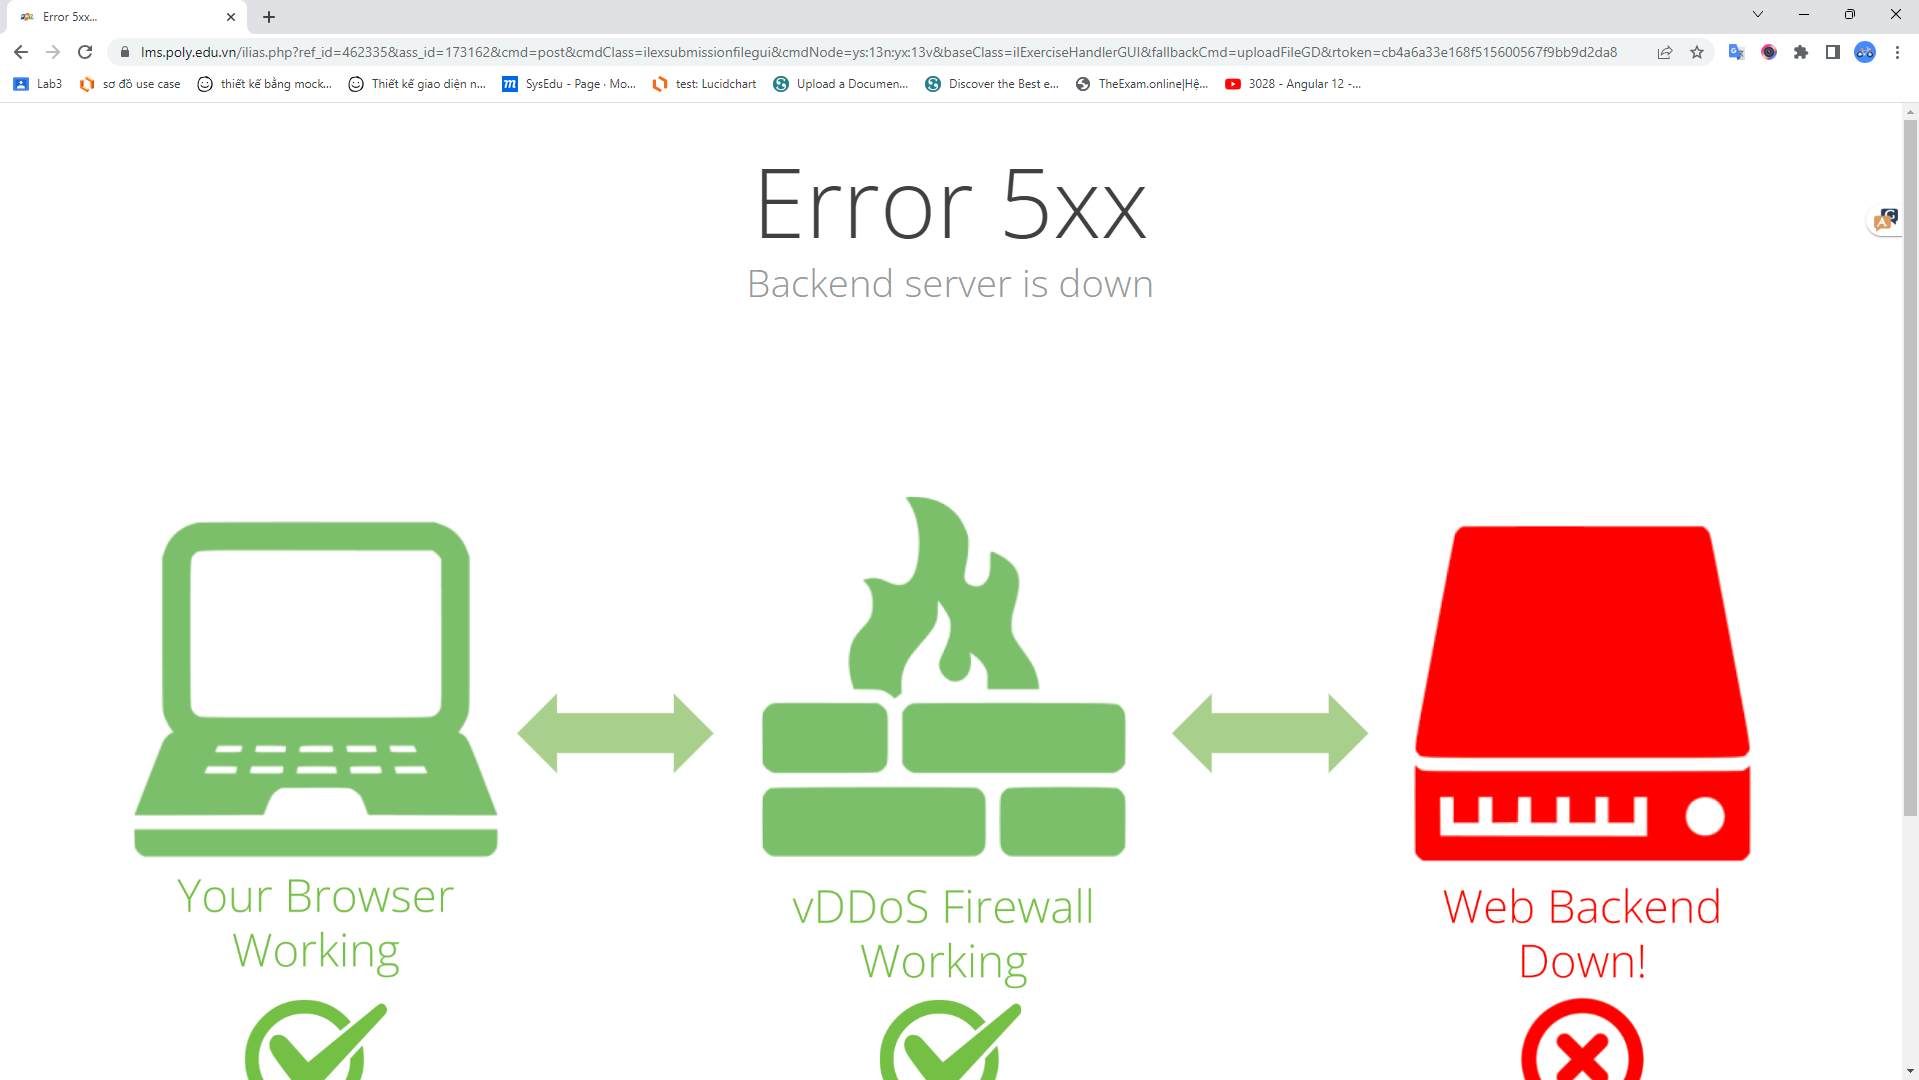 Error 5xx...
lms.poly.edu.vn/ilias.php?ref_id=462335&ass_id=173162&cmd=post&cmdClass=ilexsubmissionfilegui&cmdNode=ys:13n:yx:13v&baseClass=ilExerciseHandlerGUI&fallbackCmd=uploadFileGD&rtoken=cb4a6a33e168f515600567f9bb9d2da8
Lab3 sơ đồ use case thiết kế bằng mock... Thiết kế giao diện n... SysEdu - Page · Mo... test: Lucidchart Upload a Documen... Discover the Best e... TheExam.online|Hệ... 3028 - Angular 12 -...
Error 5xx
Backend server is down
Your Browser
Working
vDDoS Firewall
Working
Web Backend
Down!